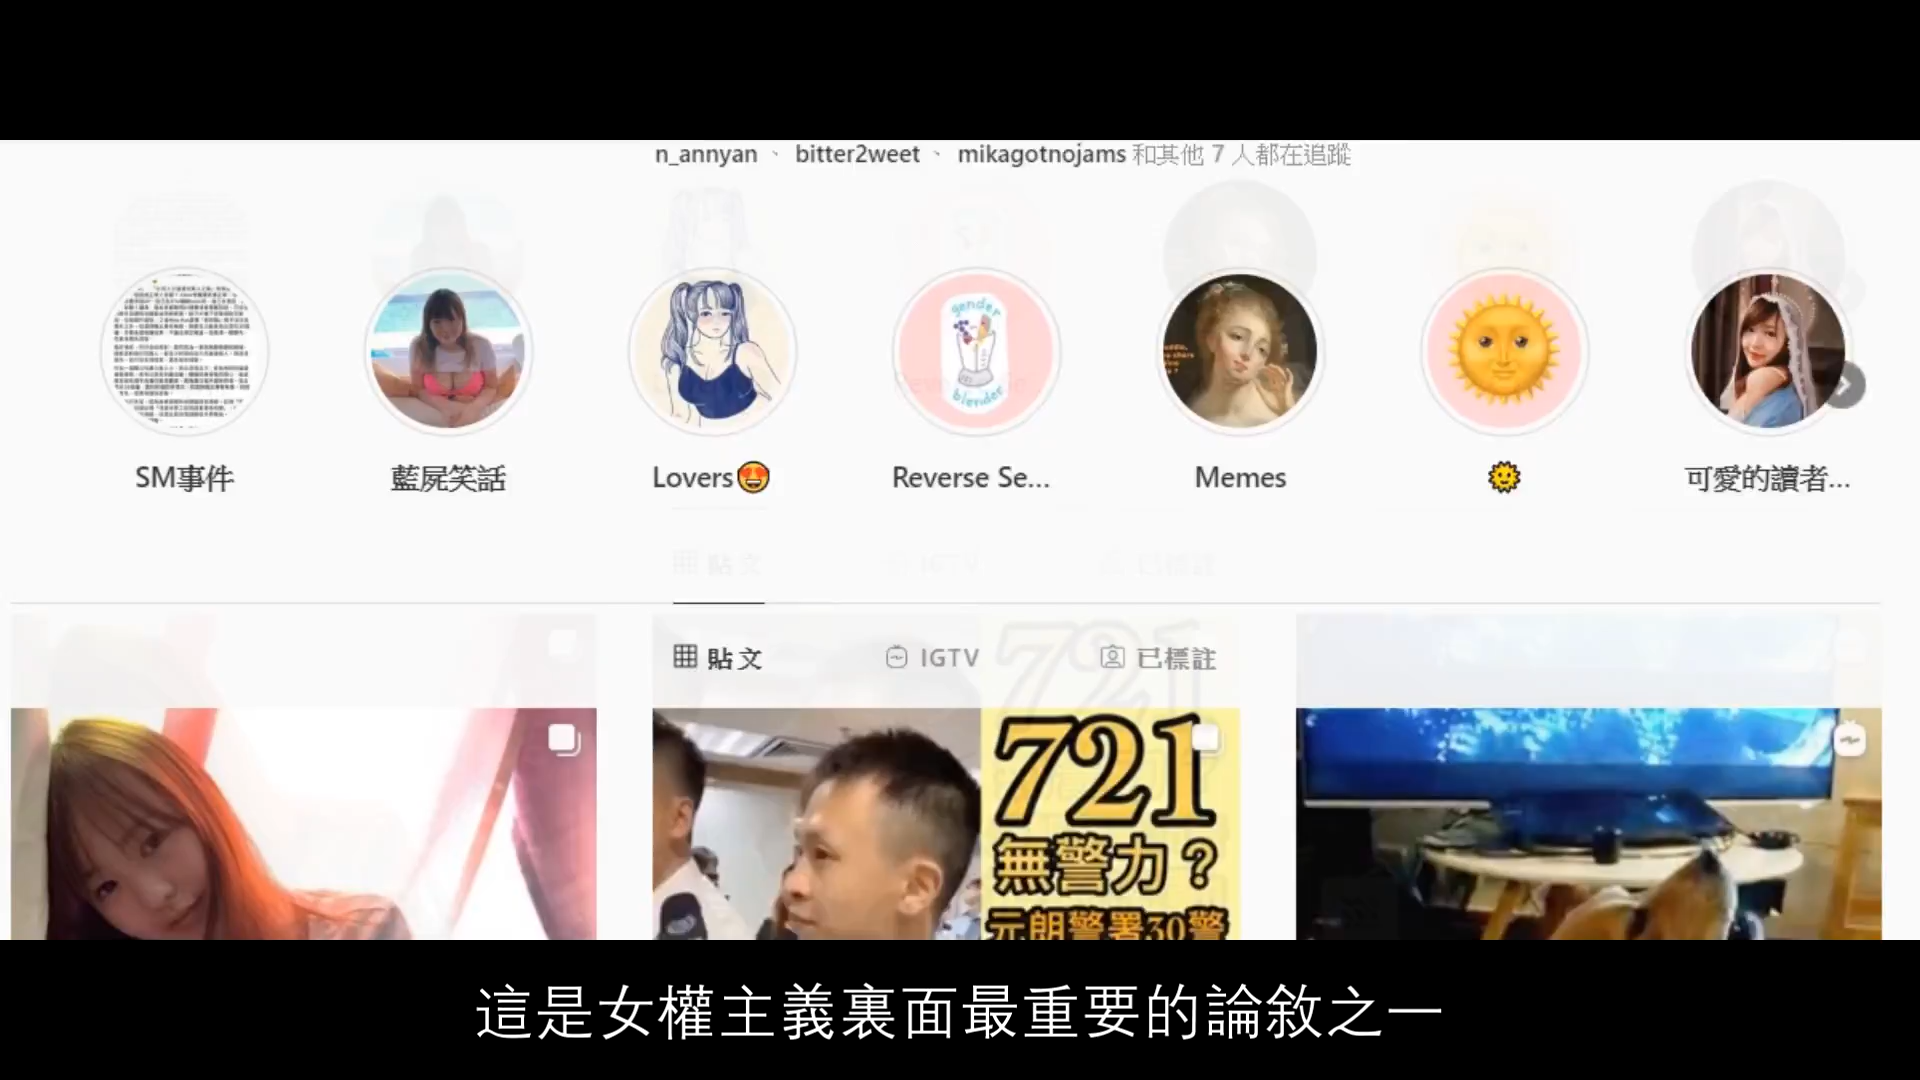 n_annyan、bitter2weet、mikagotnojams 和其他 7 人都在追蹤
gender
blender
SM事件
藍屍笑話
Lovers😍
Reverse Se...
Memes
🌞
可愛的讀者...
貼文
IGTV
已標註
721
無警力？
元朗警署30警
這是女權主義裏面最重要的論敘之一